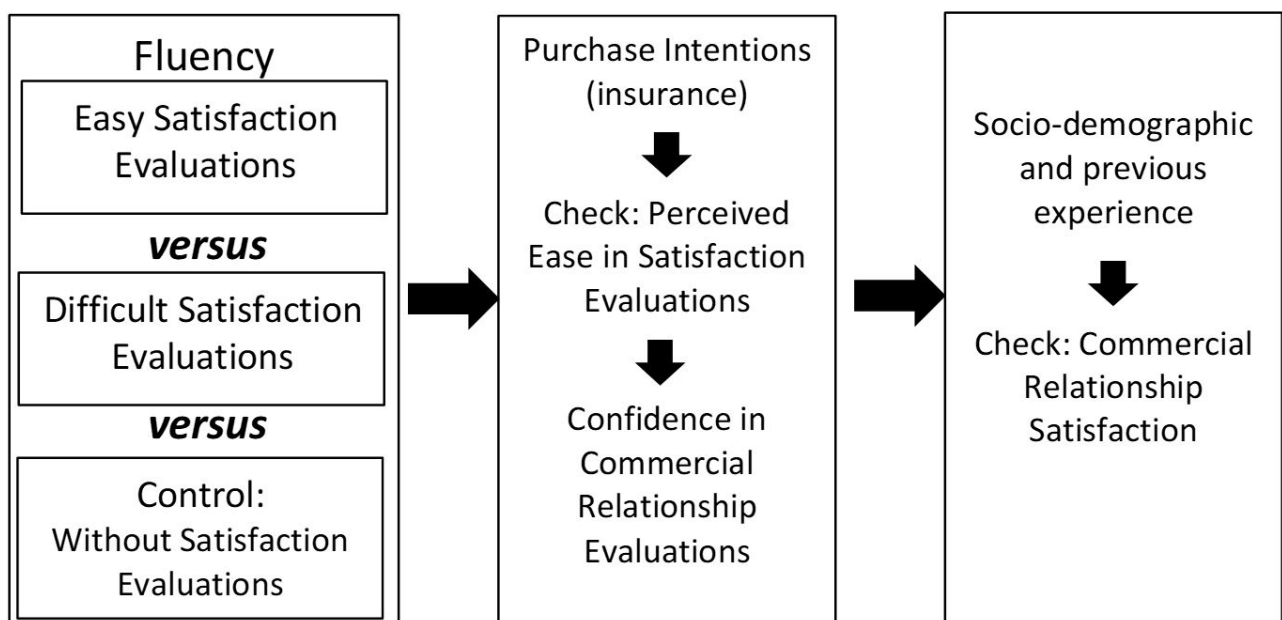 Fluency
Easy Satisfaction
Evaluations
versus
Difficult Satisfaction
Evaluations
versus
Control:
Without Satisfaction
Evaluations
Purchase Intentions
(insurance)
Check: Perceived
Ease in Satisfaction
Evaluations
Confidence in
Commercial
Relationship
Evaluations
Socio-demographic
and previous
experience
Check: Commercial
Relationship
Satisfaction